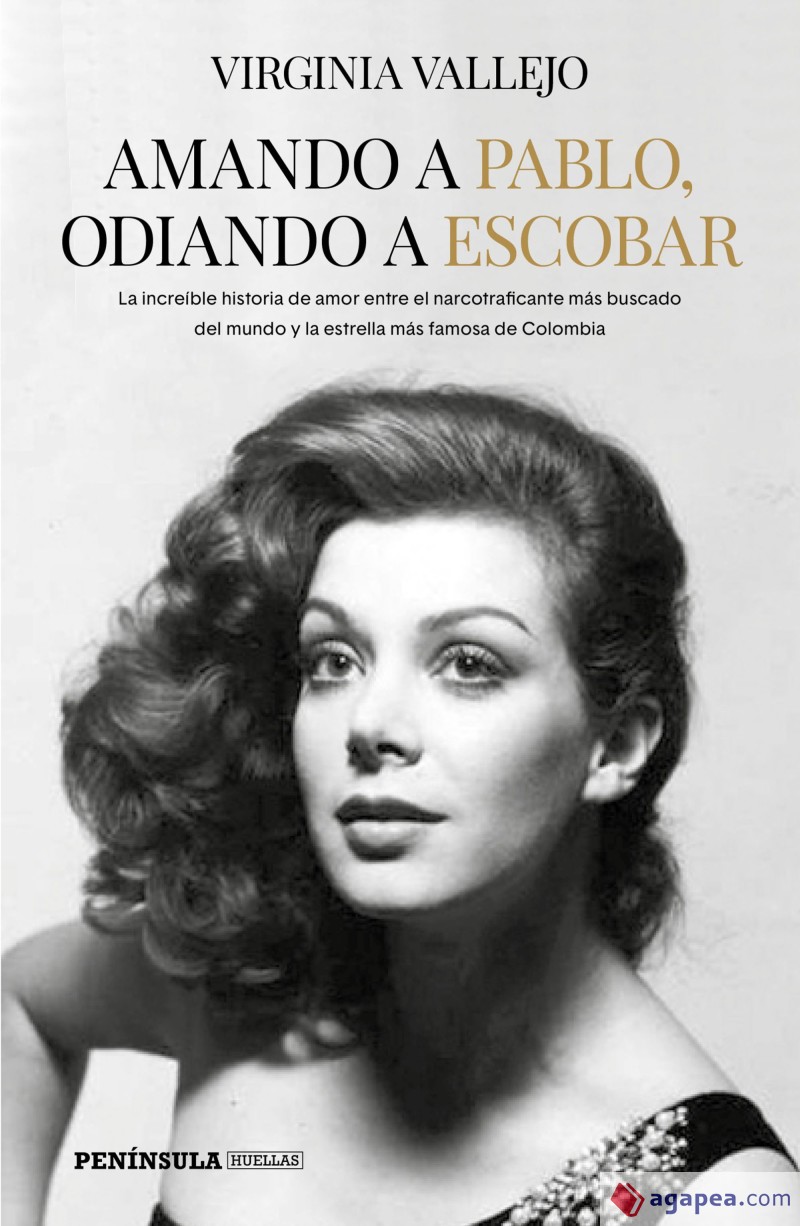 VIRGINIA VALLEJO
AMANDO A PABLO,
ODIANDO A ESCOBAR
La increíble historia de amor entre el narcotraficante más buscado
del mundo y la estrella más famosa de Colombia
PENÍNSULA HUELLAS
agapea.com